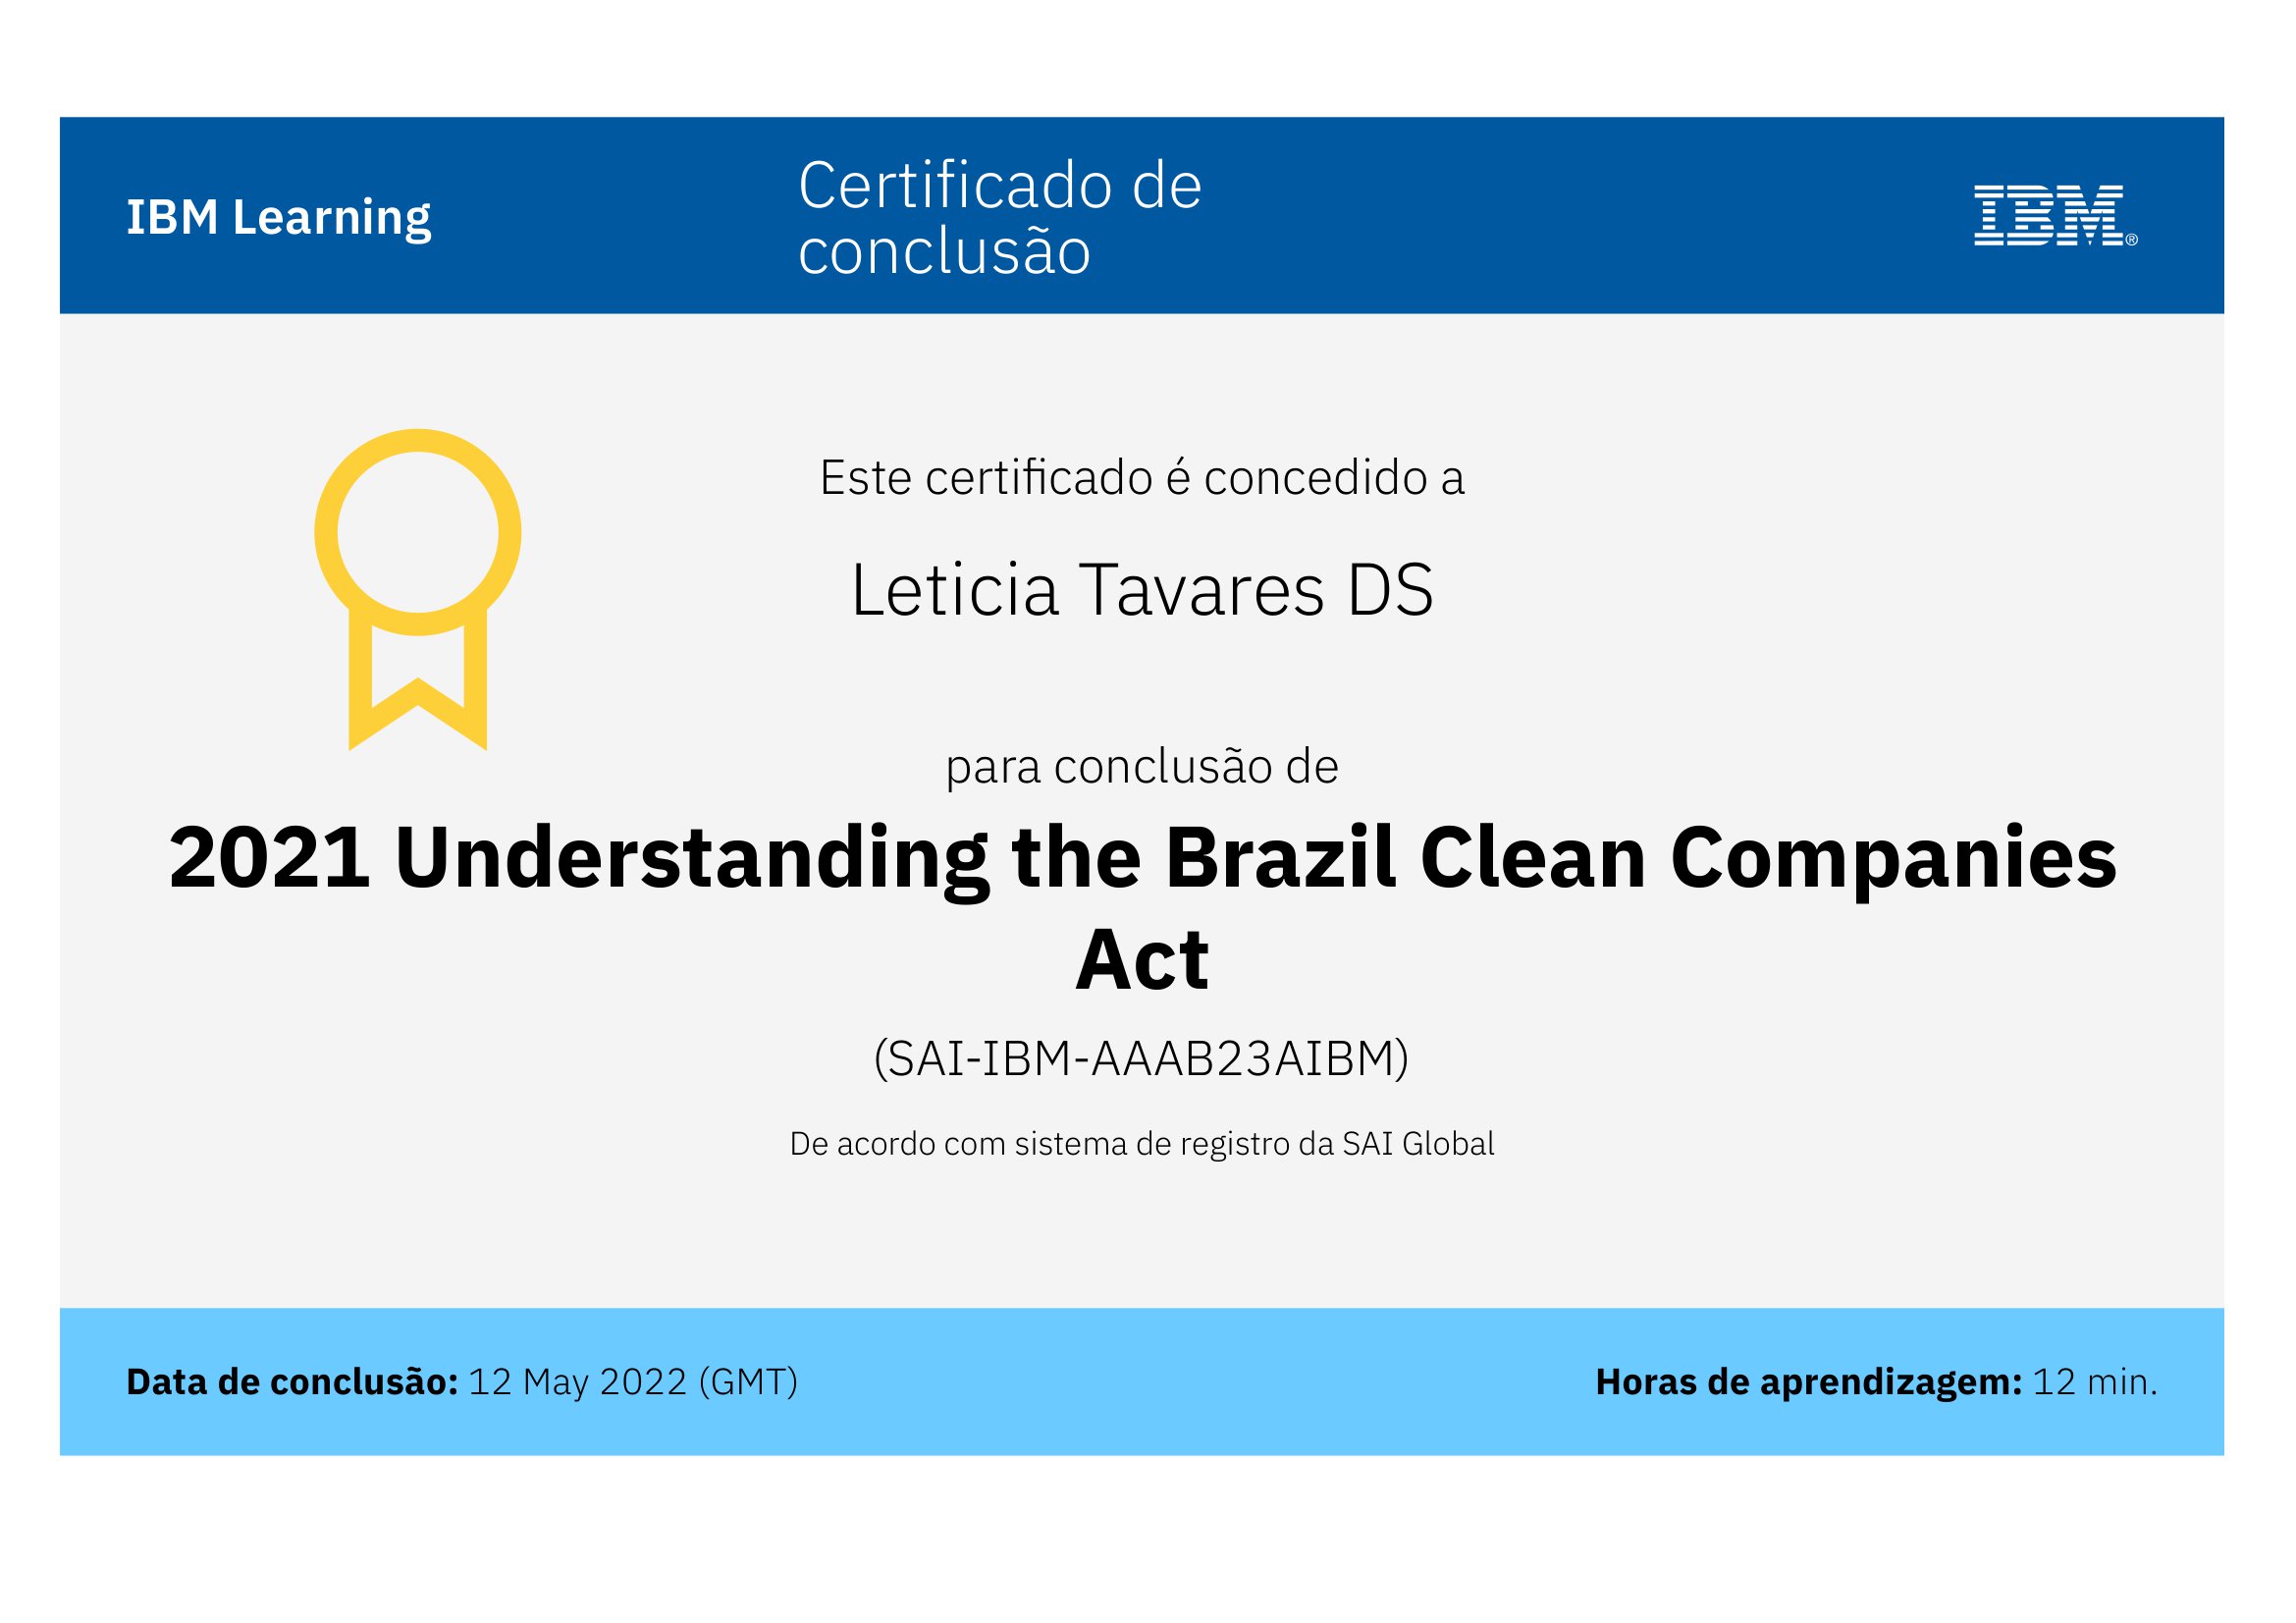 IBM Learning
Certificado de
conclusão
IBM®
Este certificado é concedido a
Leticia Tavares DS
para conclusão de
2021 Understanding the Brazil Clean Companies
Act
(SAI-IBM-AAAB23AIBM)
De acordo com sistema de registro da SAI Global
Data de conclusão: 12 May 2022 (GMT)
Horas de aprendizagem: 12 min.